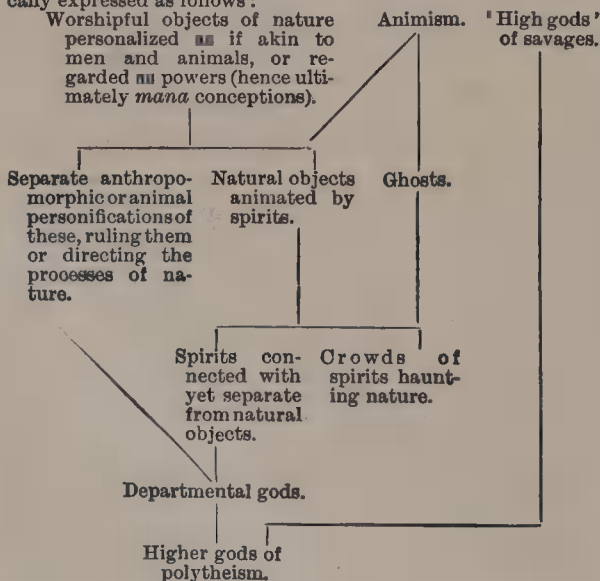 cally expressed as follows:
Worshipful objects of nature
personalized as if akin to
men and animals, or re-
garded as powers (hence ulti-
mately mana conceptions).
Animism.
'High gods'
of savages.
Separate anthropo-
morphic or animal
personifications of
these, ruling them
or directing the
processes of na-
ture.
Natural objects
animated by
spirits.
Ghosts.
Spirits con-
nected with
yet separate
from natural
objects.
Crowds of
spirits haunt-
ing nature.
Departmental gods.
Higher gods of
polytheism.